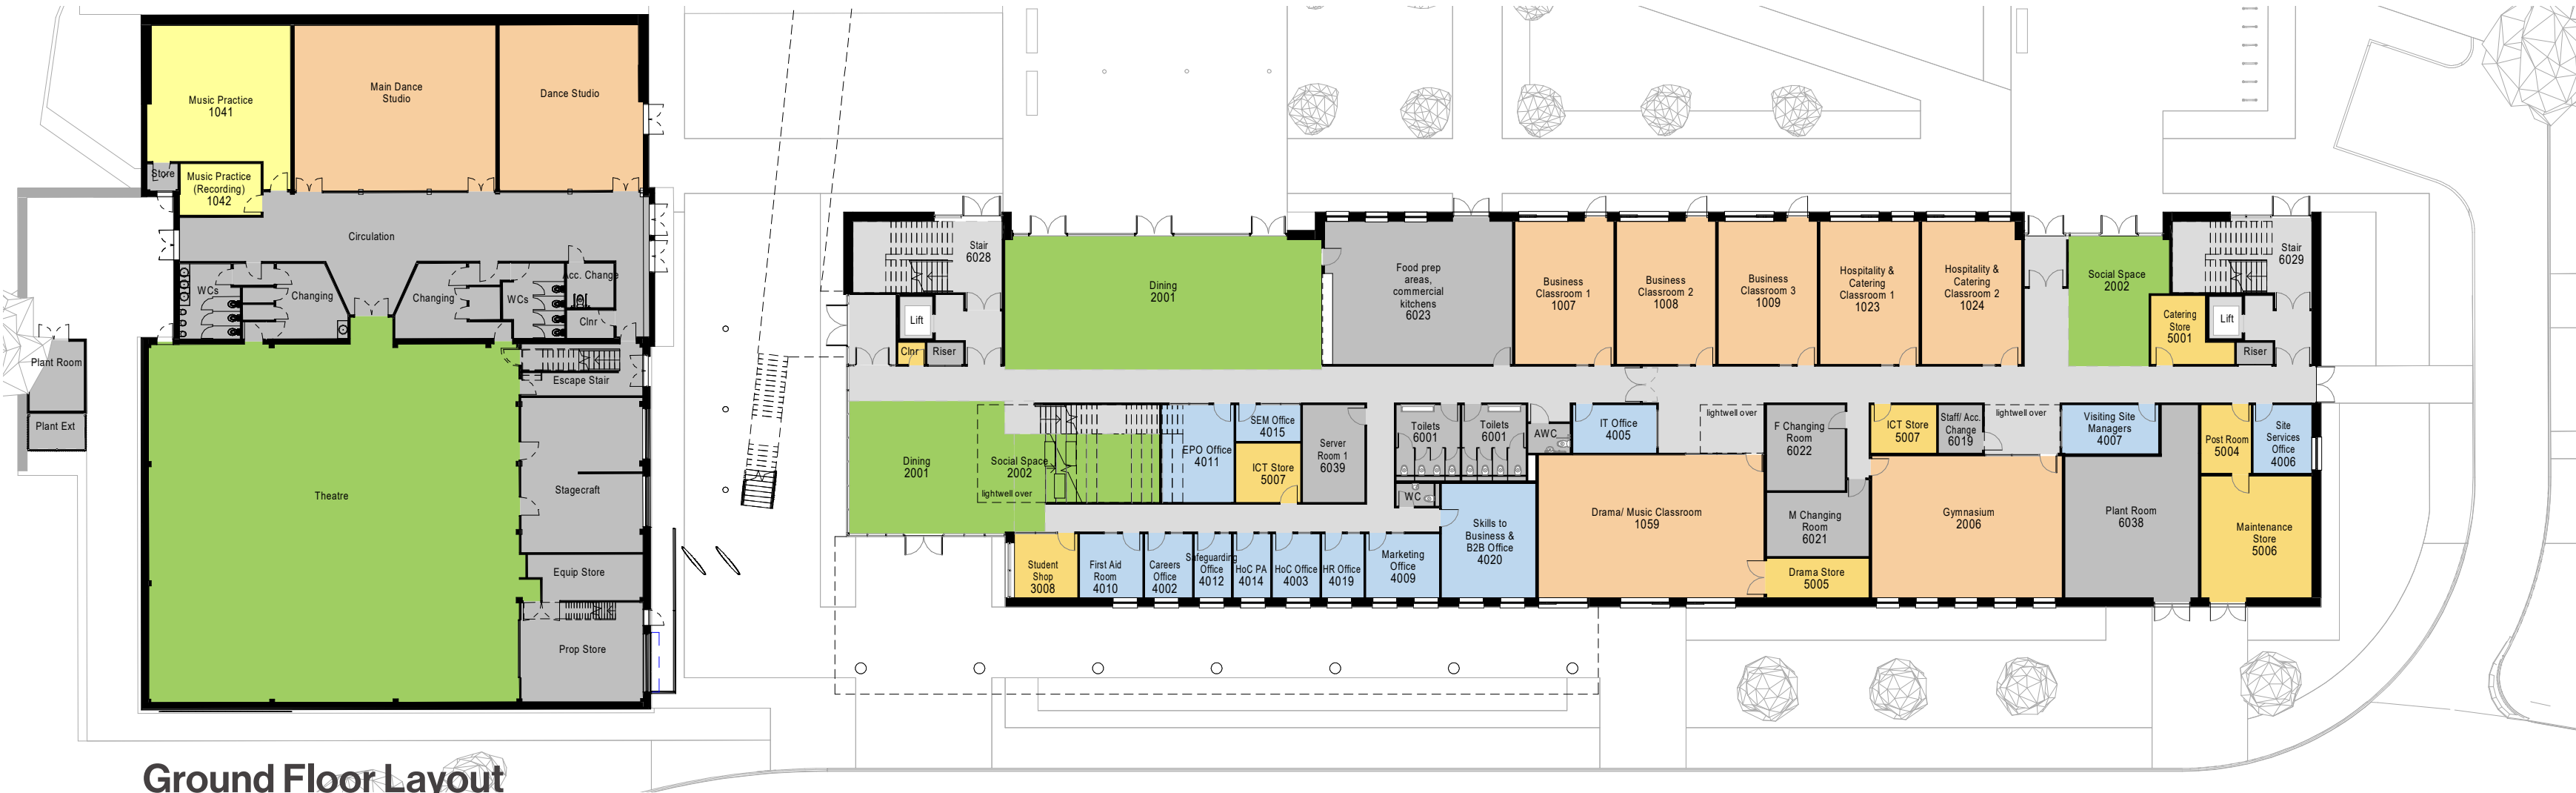 Music Practice
1041
Main Dance
Studio
Dance Studio
Store
Music Practice
(Recording)
1042
Circulation
WCs
Changing
Changing
WCs
Acc. Change
Clnr
Plant Room
Plant Ext
Theatre
Escape Stair
Stagecraft
Equip Store
Prop Store
Stair
6028
Lift
Clnr
Riser
Dining
2001
Food prep
areas,
commercial
kitchens
6023
Business
Classroom 1
1007
Business
Classroom 2
1008
Business
Classroom 3
1009
Hospitality &
Catering
Classroom 1
1023
Hospitality &
Catering
Classroom 2
1024
Social Space
2002
Catering
Store
5001
Stair
6029
Lift
Riser
Dining
2001
Social Space
2002
lightwell over
EPO Office
4011
SEM Office
4015
ICT Store
5007
Server
Room 1
6039
Toilets
6001
Toilets
6001
AWC
WC
IT Office
4005
lightwell over
F Changing
Room
6022
ICT Store
5007
Staff/ Acc.
Change
6019
lightwell over
Visiting Site
Managers
4007
Post Room
5004
Site
Services
Office
4006
Student
Shop
3008
First Aid
Room
4010
Careers
Office
4002
Safeguarding
Office
4012
HoC PA
4014
HoC Office
4003
HR Office
4019
Marketing
Office
4009
Skills to
Business &
B2B Office
4020
Drama/ Music Classroom
1059
M Changing
Room
6021
Drama Store
5005
Gymnasium
2006
Plant Room
6038
Maintenance
Store
5006
Ground Floor Layout